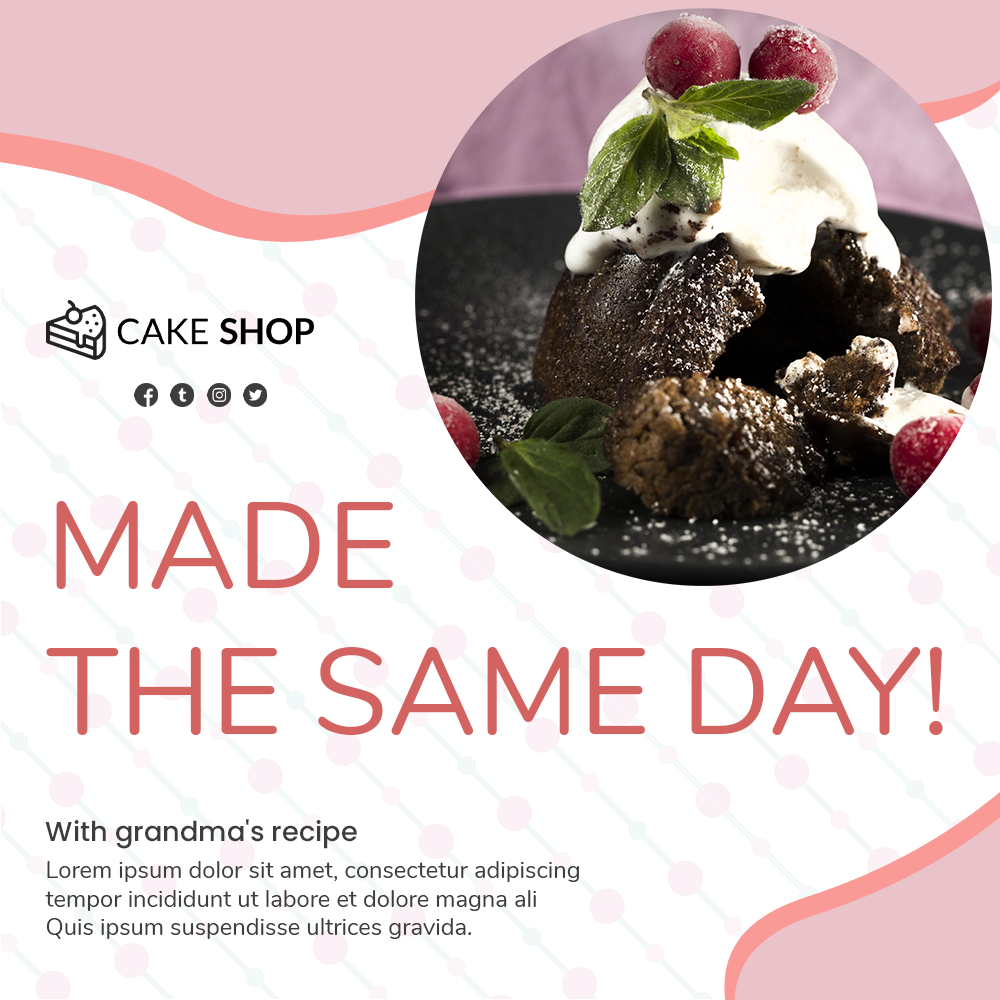 CAKE SHOP
MADE
THE SAME DAY!
With grandma's recipe
Lorem ipsum dolor sit amet, consectetur adipiscing
tempor incididunt ut labore et dolore magna ali
Quis ipsum suspendisse ultrices gravida.